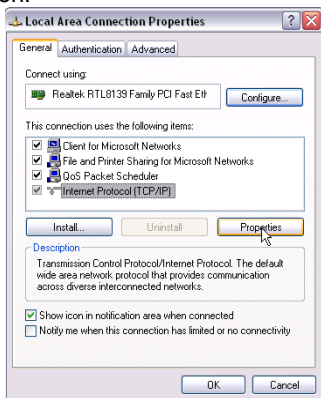 Local Area Connection Properties
General Authentication Advanced
Connect using:
Realtek RTL8139 Family PCI Fast Eth
Configure...
This connection uses the following items:
Client for Microsoft Networks
File and Printer Sharing for Microsoft Networks
QoS Packet Scheduler
Internet Protocol (TCP/IP)
Install... Uninstall Properties
Description
Transmission Control Protocol/Internet Protocol. The default
wide area network protocol that provides communication
across diverse interconnected networks.
Show icon in notification area when connected
Notify me when this connection has limited or no connectivity
OK Cancel